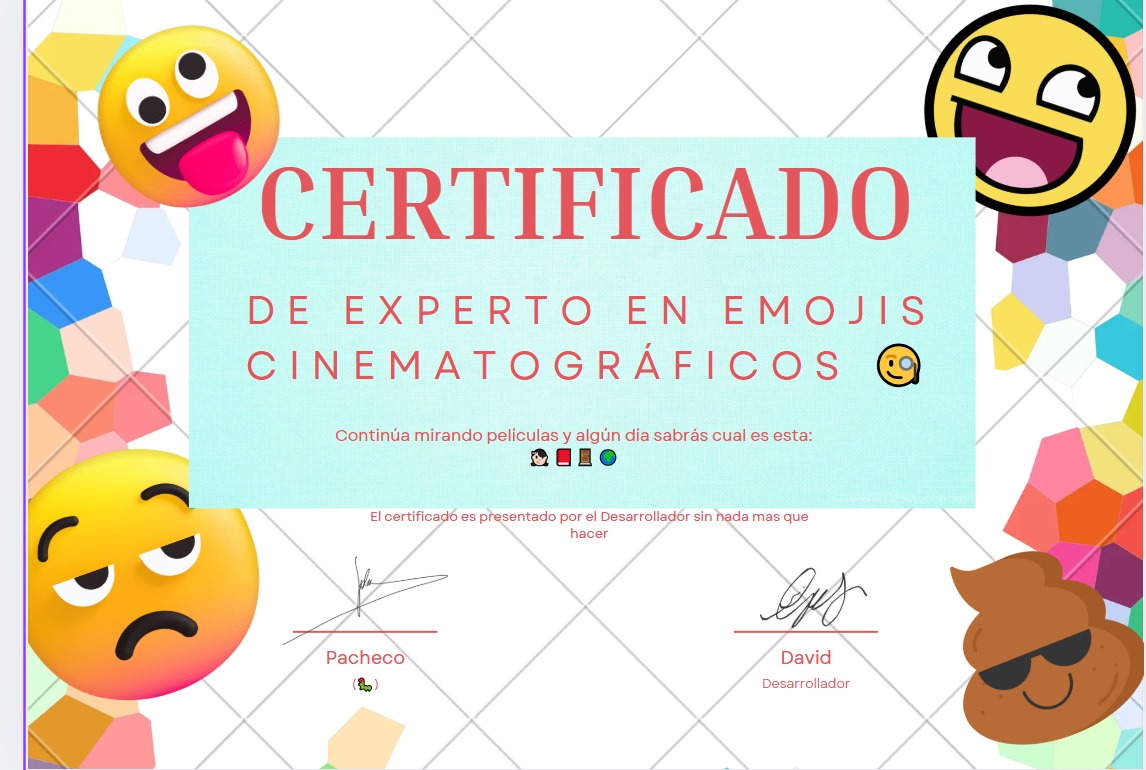 CERTIFICADO
DE EXPERTO EN EMOJIS
CINEMATOGRÁFICOS
Continúa mirando películas y algún día sabrás cual es esta:
El certificado es presentado por el Desarrollador sin nada mas que
hacer
Pacheco
(🐛)
David
Desarrollador